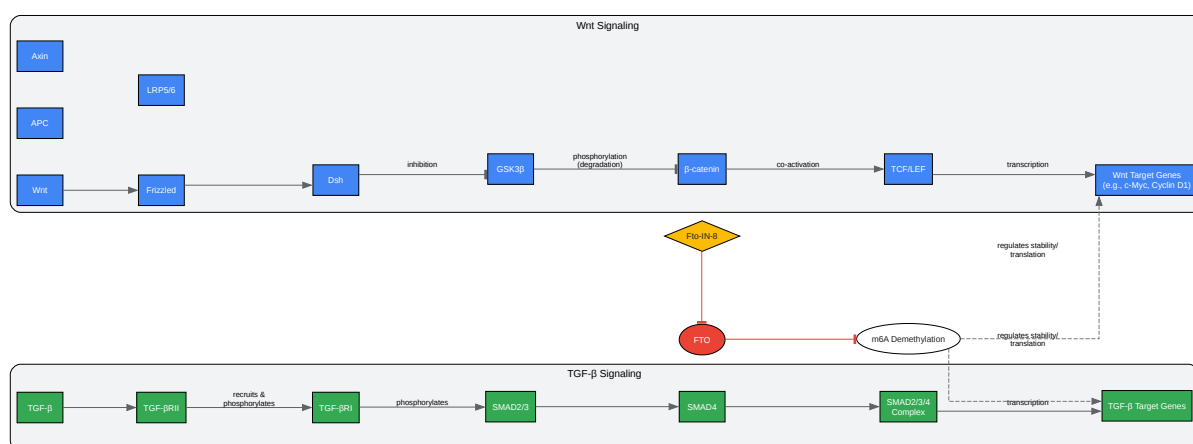 Wnt Signaling
Axin
LRP5/6
APC
Wnt
Frizzled
Dsh
inhibition
GSK3β
phosphorylation
(degradation)
β-catenin
co-activation
TCF/LEF
transcription
Wnt Target Genes
(e.g., c-Myc, Cyclin D1)
Fto-IN-8
regulates stability/
translation
FTO
m6A Demethylation
regulates stability/
translation
TGF-β Signaling
TGF-β
TGF-βRII
recruits &
phosphorylates
TGF-βRI
phosphorylates
SMAD2/3
SMAD4
SMAD2/3/4
Complex
transcription
TGF-β Target Genes